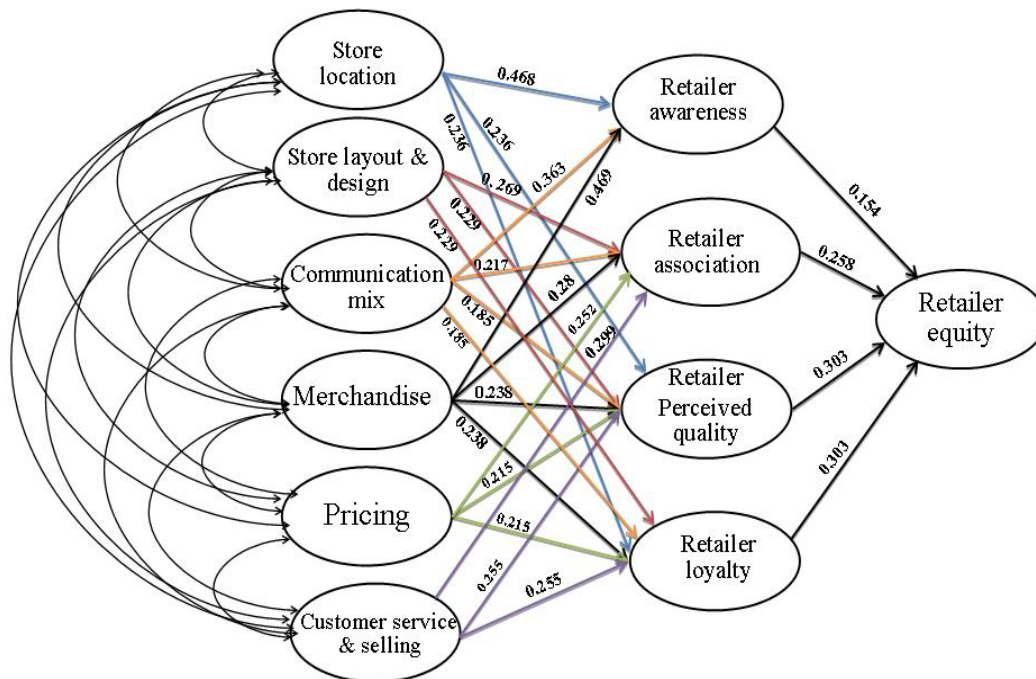 Store
location
Store layout &
design
Communication
mix
Merchandise
Pricing
Customer service
& selling
0.468
0.236
0.236
0.269
0.229
0.229
0.363
0.217
0.185
0.185
0.469
0.28
0.238
0.238
0.252
0.215
0.215
0.299
0.255
0.255
Retailer
awareness
Retailer
association
Retailer
Perceived
quality
Retailer
loyalty
0.154
0.258
0.303
0.303
Retailer
equity